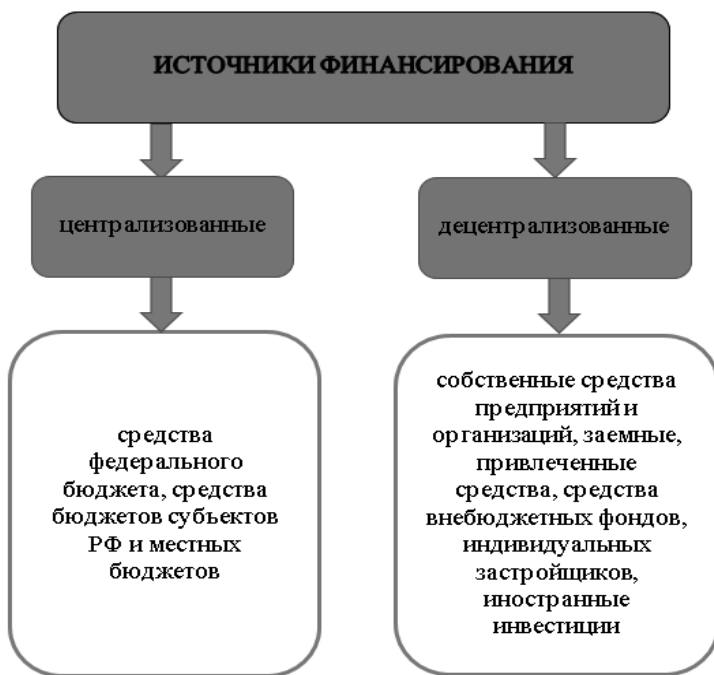 ИСТОЧНИКИ ФИНАНСИРОВАНИЯ
централизованные
децентрализованные
средства
федерального
бюджета, средства
бюджетов субъектов
РФ и местных
бюджетов
собственные средства
предприятий и
организаций, заемные,
привлеченные
средства, средства
внебюджетных фондов,
индивидуальных
застройщиков,
иностранные
инвестиции